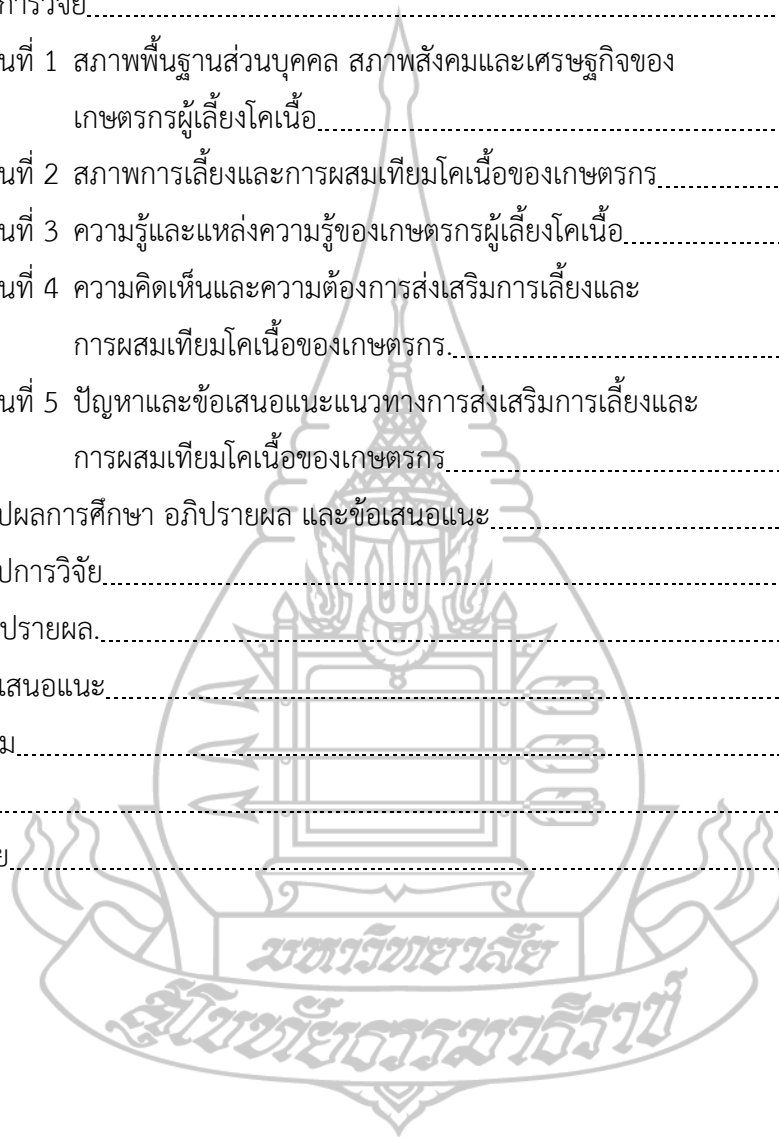 การวิจัย
นที่ 1 สภาพพื้นฐานส่วนบุคคล สภาพสังคมและเศรษฐกิจของ
เกษตรกรผู้เลี้ยงโคเนื้อ
นที่ 2 สภาพการเลี้ยงและการผสมเทียมโคเนื้อของเกษตรกร
นที่ 3 ความรู้และแหล่งความรู้ของเกษตรกรผู้เลี้ยงโคเนื้อ
นที่ 4 ความคิดเห็นและความต้องการส่งเสริมการเลี้ยงและ
การผสมเทียมโคเนื้อของเกษตรกร.
นที่ 5 ปัญหาและข้อเสนอแนะแนวทางการส่งเสริมการเลี้ยงและ
การผสมเทียมโคเนื้อของเกษตรกร
ปผลการศึกษา อภิปรายผล และข้อเสนอแนะ
ปการวิจัย
ปรายผล.
เสนอแนะ
ม
ย
มหาวิทยาลัย
สุโขทัยธรรมาธิราช